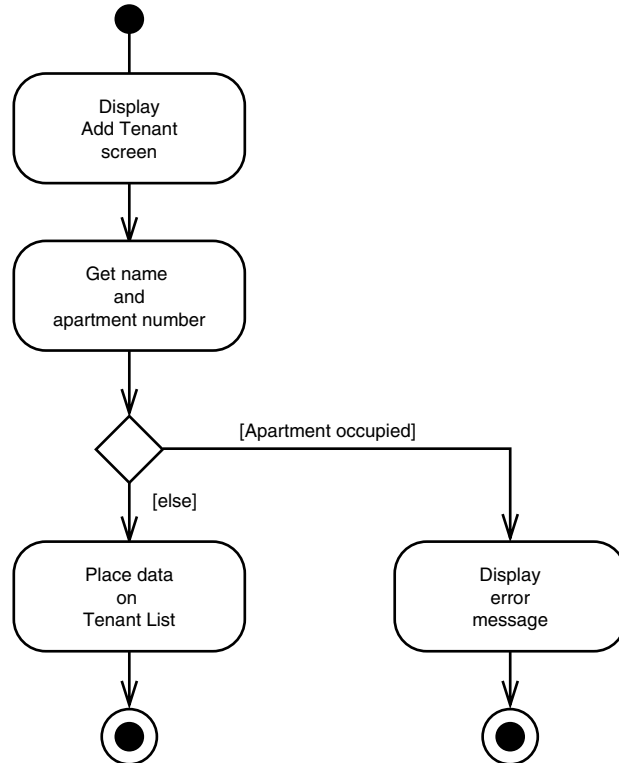 Display
Add Tenant
screen
Get name
and
apartment number
[Apartment occupied]
[else]
Place data
on
Tenant List
Display
error
message